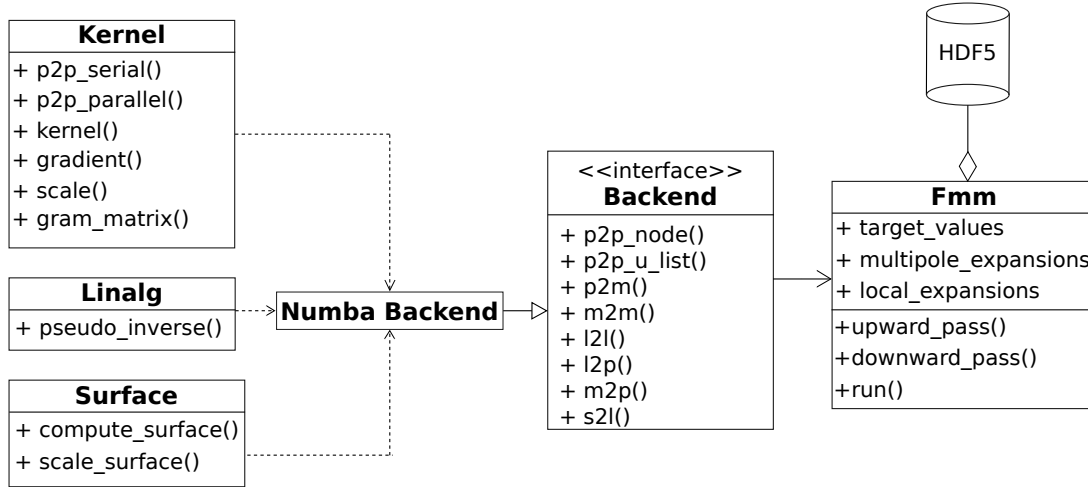 Kernel
+ p2p_serial()
+ p2p_parallel()
+ kernel()
+ gradient()
+ scale()
+ gram_matrix()
Linalg
+ pseudo_inverse()
Surface
+ compute_surface()
+ scale_surface()
Numba Backend
<<interface>>
Backend
+ p2p_node()
+ p2p_u_list()
+ p2m()
+ m2m()
+ l2l()
+ l2p()
+ m2p()
+ s2l()
HDF5
Fmm
+ target_values
+ multipole_expansions
+ local_expansions
+upward_pass()
+downward_pass()
+run()